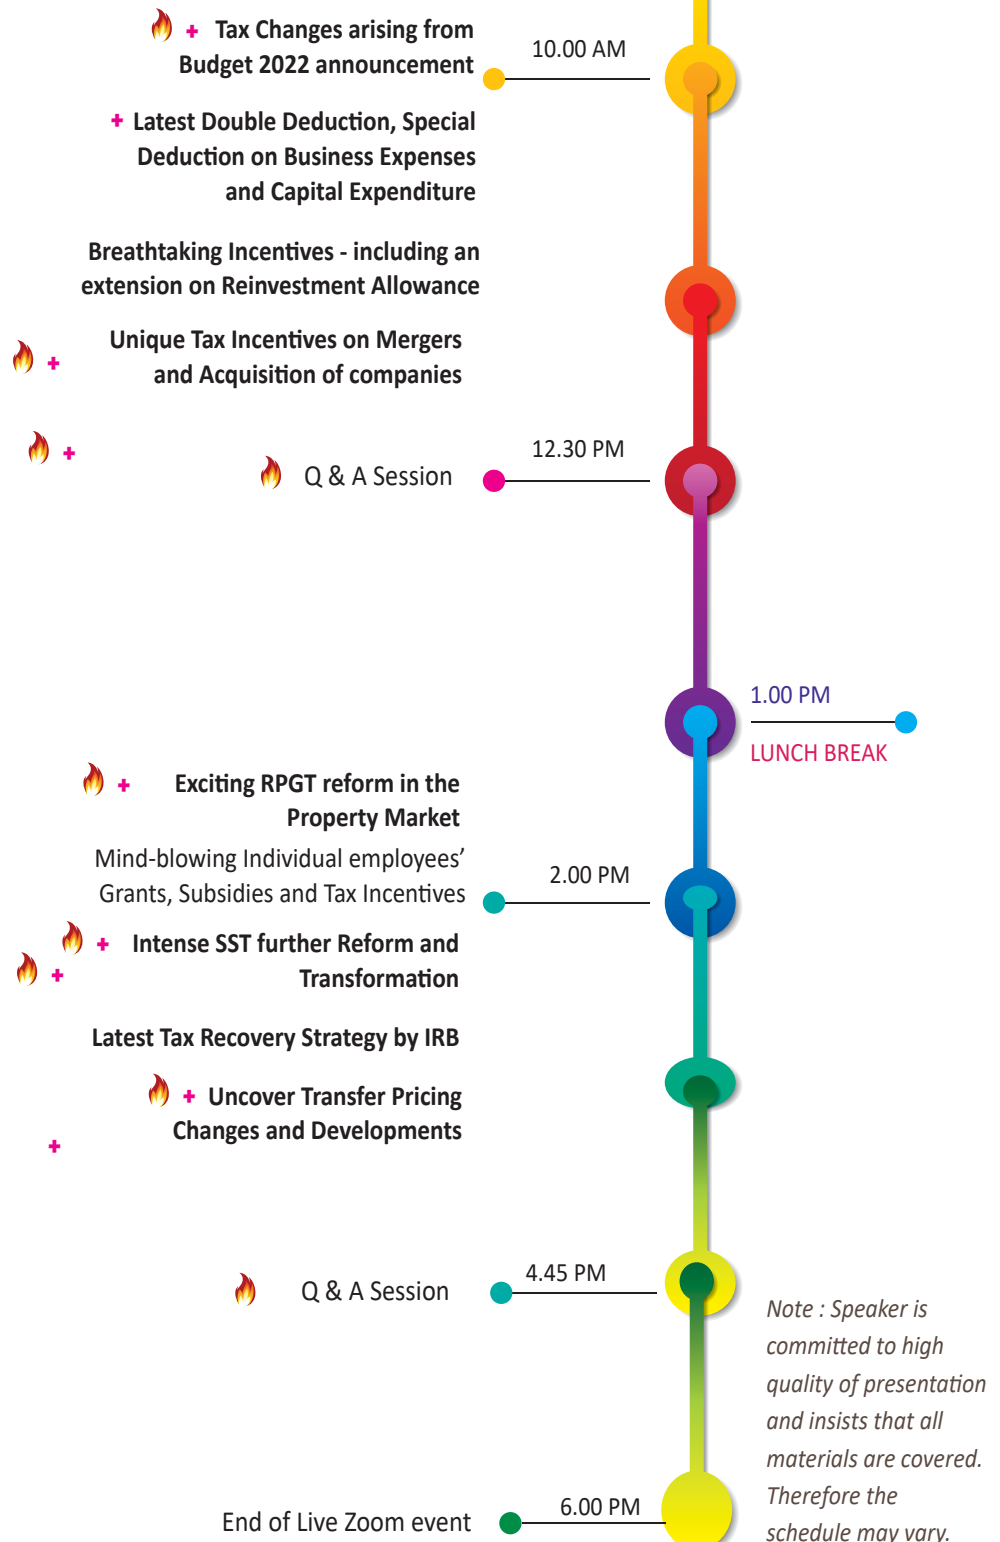 Tax Changes arising from
Budget 2022 announcement
10.00 AM
+ Latest Double Deduction, Special
Deduction on Business Expenses
and Capital Expenditure
Breathtaking Incentives - including an
extension on Reinvestment Allowance
Unique Tax Incentives on Mergers
and Acquisition of companies
12.30 PM
Q & A Session
1.00 PM
LUNCH BREAK
Exciting RPGT reform in the
Property Market
Mind-blowing Individual employees’
Grants, Subsidies and Tax Incentives
2.00 PM
Intense SST further Reform and
Transformation
Latest Tax Recovery Strategy by IRB
Uncover Transfer Pricing
Changes and Developments
4.45 PM
Q & A Session
Note : Speaker is
committed to high
quality of presentation
and insists that all
materials are covered.
Therefore the
schedule may vary.
6.00 PM
End of Live Zoom event